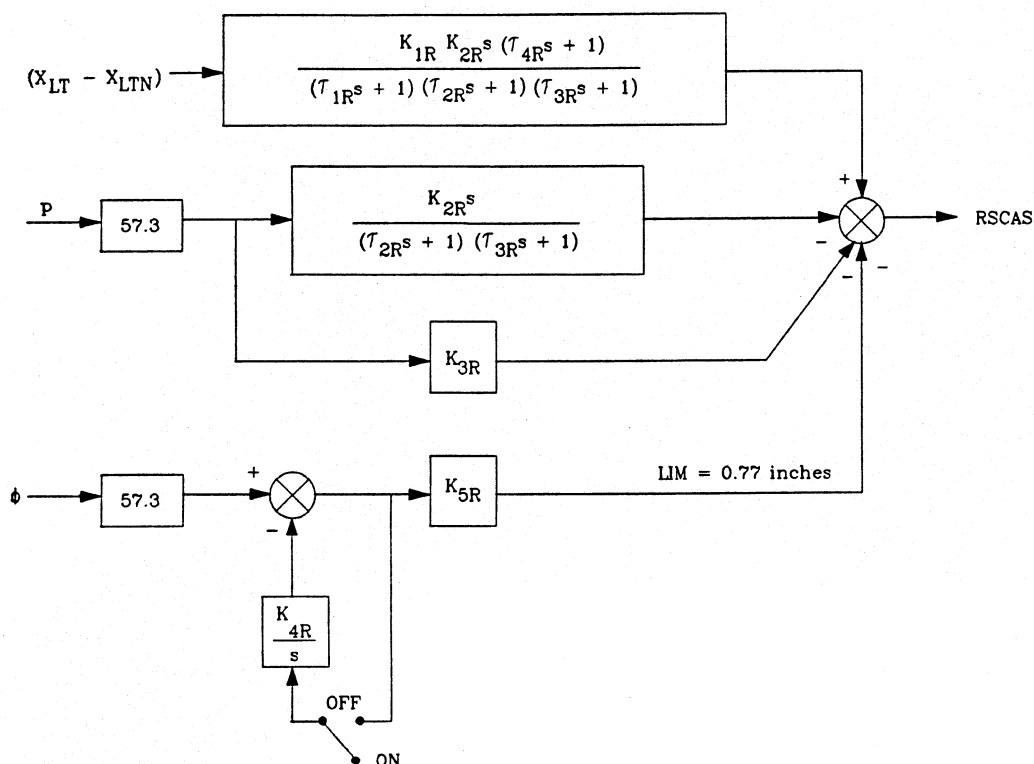 K1R K2Rs (τ4Rs + 1)
(XLT − XLTN)
(τ1Rs + 1) (τ2Rs + 1) (τ3Rs + 1)
+
P
57.3
K2Rs
(τ2Rs + 1) (τ3Rs + 1)
RSCAS
−
−
−
K3R
φ
57.3
+
−
K5R
LIM = 0.77 inches
K4R
s
OFF
ON